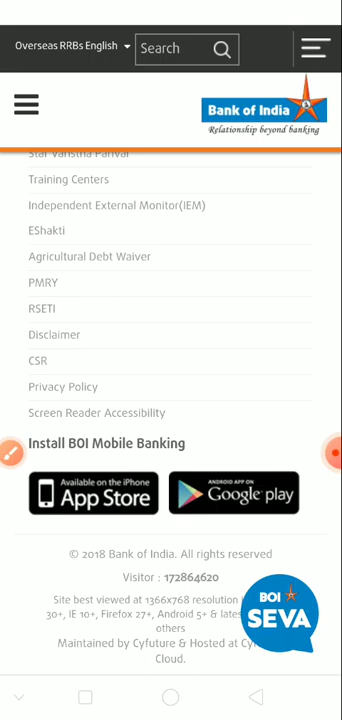 Overseas RRBs English
Search
Bank of India
Relationship beyond banking
Star Varistha Parivar
Training Centers
Independent External Monitor(IEM)
EShakti
Agricultural Debt Waiver
PMRY
RSETI
Disclaimer
CSR
Privacy Policy
Screen Reader Accessibility
Install BOI Mobile Banking
Available on the iPhone
App Store
ANDROID APP ON
Google play
© 2018 Bank of India. All rights reserved
Visitor : 172864620
Site best viewed at 1366x768 resolution
30+, IE 10+, Firefox 27+, Android 5+ &
others
Maintained by Cyfuture & Hosted at
Cloud.
BOI
SEVA